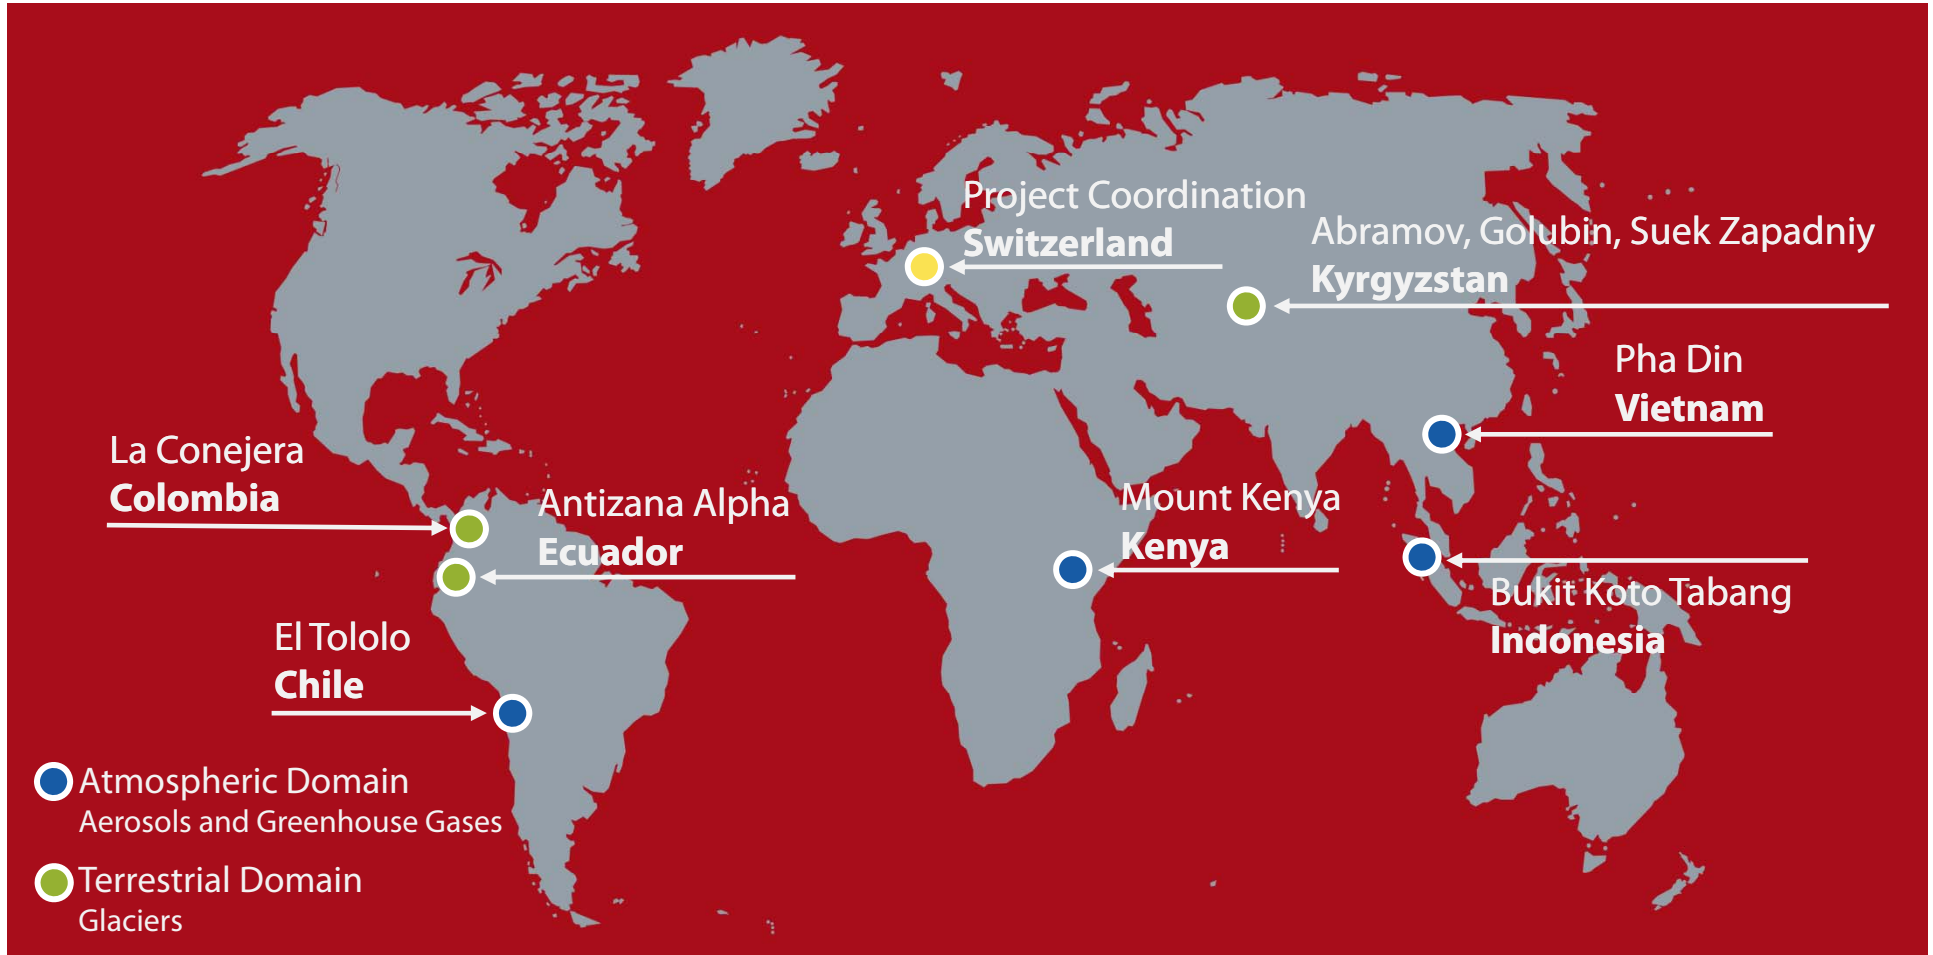 Project Coordination
Switzerland
Abramov, Golubin, Suek Zapadniy
Kyrgyzstan
Pha Din
Vietnam
La Conejera
Colombia
Antizana Alpha
Ecuador
Mount Kenya
Kenya
Bukit Koto Tabang
Indonesia
El Tololo
Chile
Atmospheric Domain
Aerosols and Greenhouse Gases
Terrestrial Domain
Glaciers